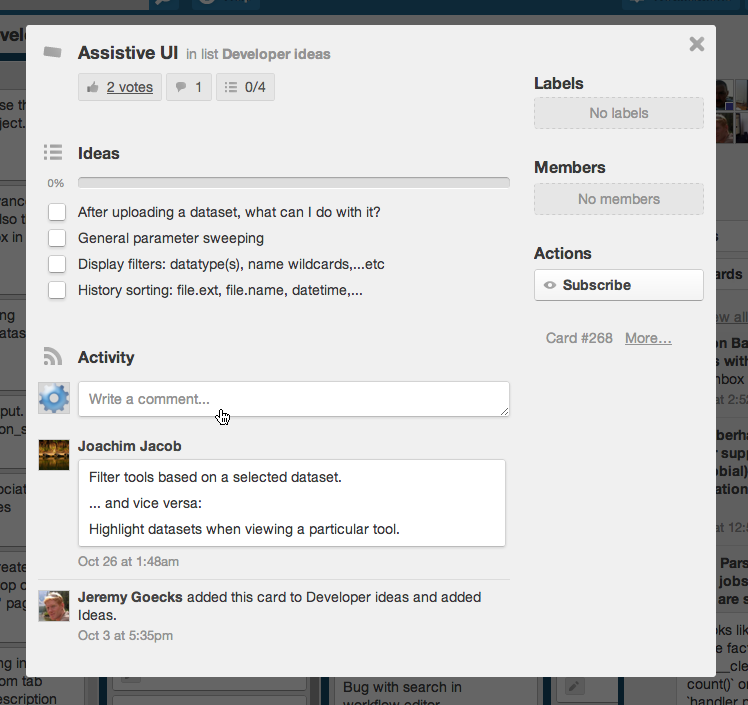 Assistive UI in list Developer ideas
2 votes
1
0/4
Ideas
0%
After uploading a dataset, what can I do with it?
General parameter sweeping
Display filters: datatype(s), name wildcards,...etc
History sorting: file.ext, file.name, datetime,...
Activity
Write a comment...
Joachim Jacob
Filter tools based on a selected dataset.
... and vice versa:
Highlight datasets when viewing a particular tool.
Oct 26 at 1:48am
Jeremy Goecks added this card to Developer ideas and added
Ideas.
Oct 3 at 5:35pm
Labels
No labels
Members
No members
Actions
Subscribe
Card #268 More...
Bug with search in